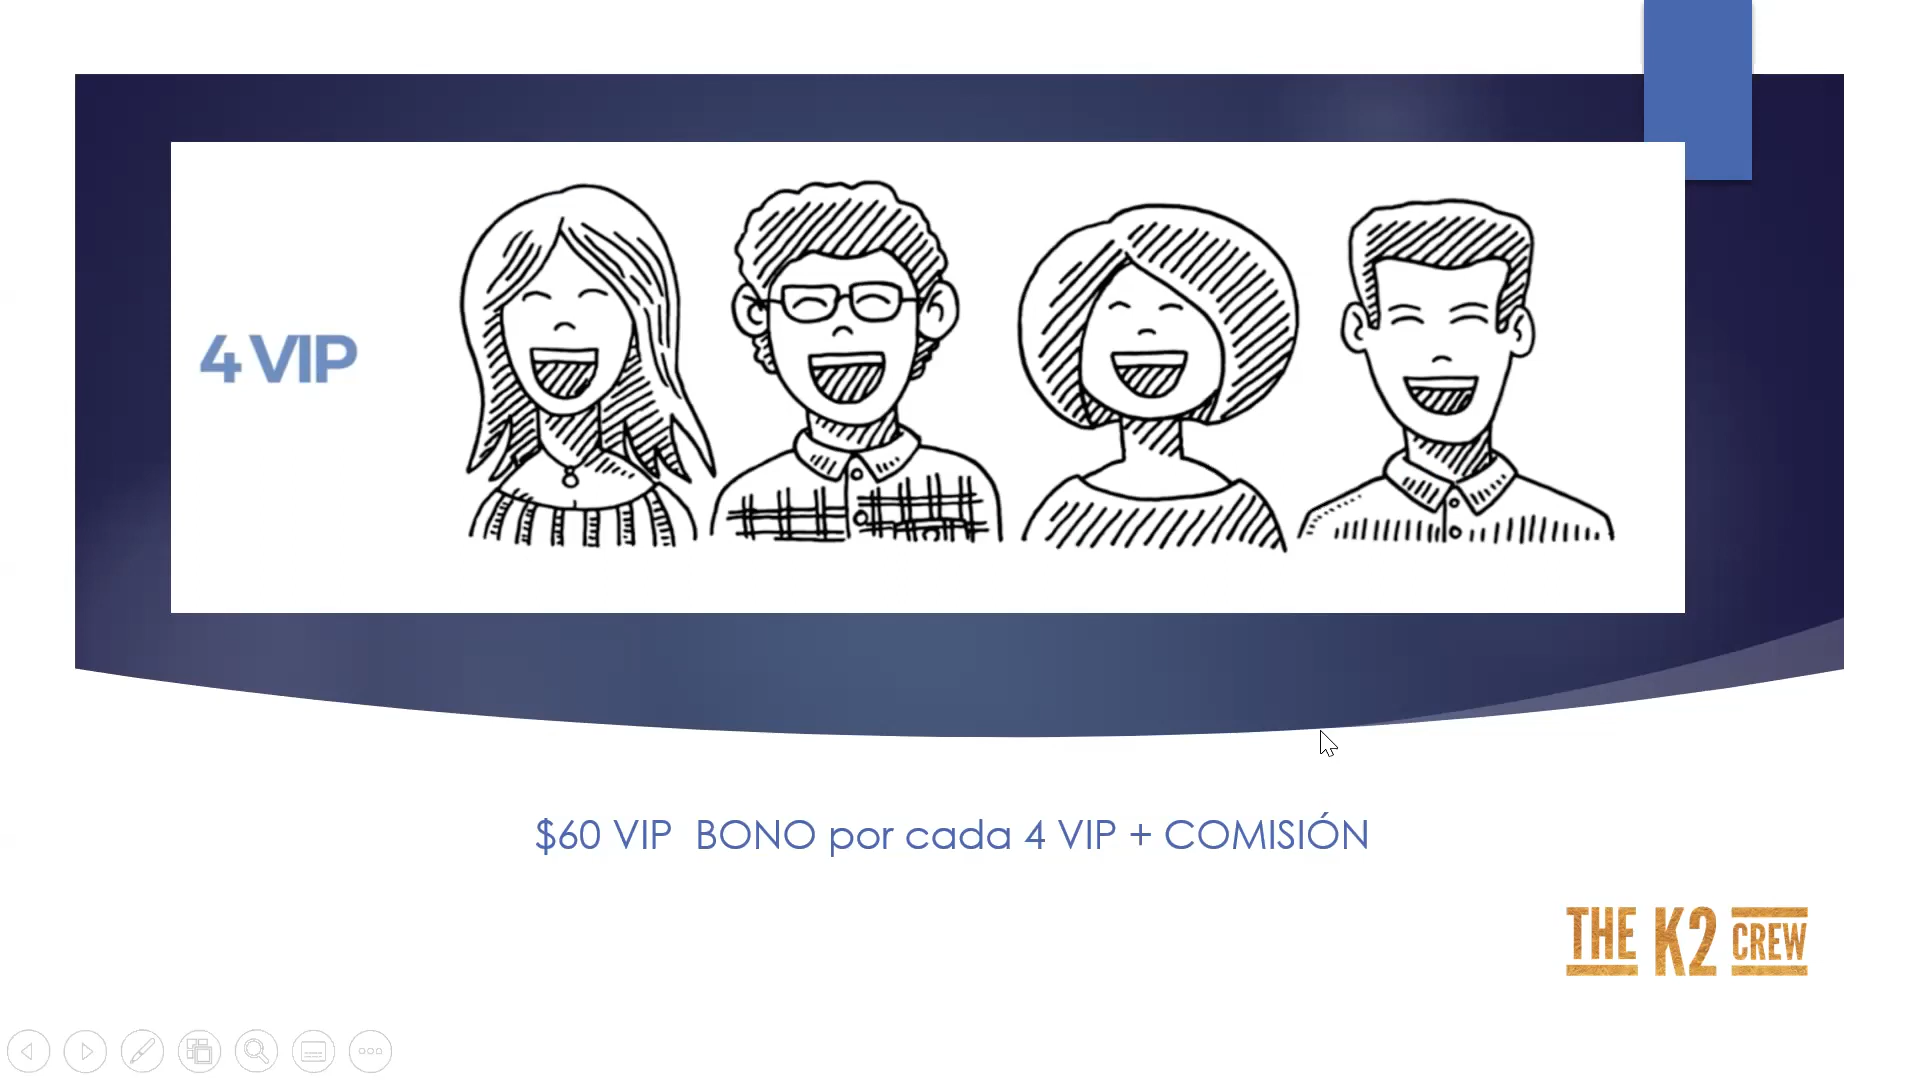 4 VIP
$60 VIP  BONO por cada 4 VIP + COMISIÓN
THE K2 CREW